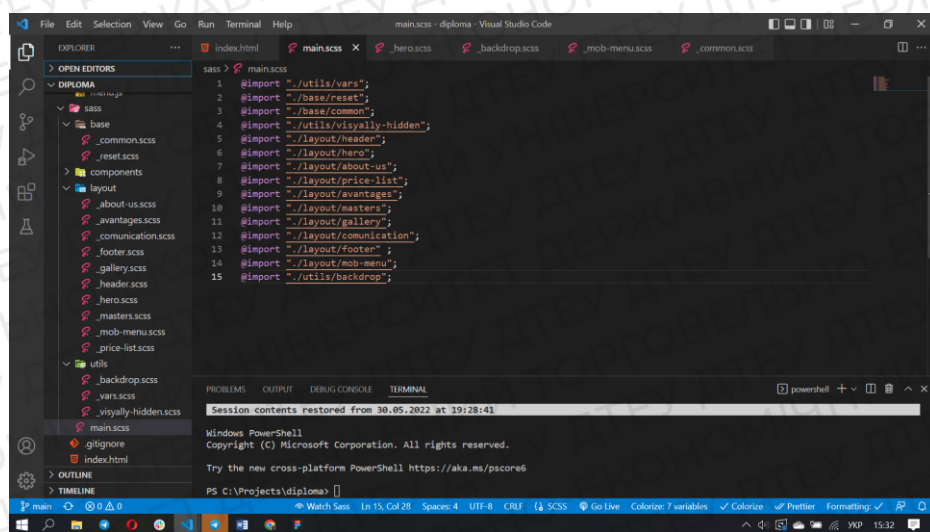 File Edit Selection View Go Run Terminal Help
main.scss - diploma - Visual Studio Code
EXPLORER
index.html
main.scss
_hero.scss
_backdrop.scss
_mob-menu.scss
_common.scss
OPEN EDITORS
DIPLOMA
sass
base
_common.scss
_reset.scss
components
layout
_about-us.scss
_avantages.scss
_comunication.scss
_footer.scss
_gallery.scss
_header.scss
_hero.scss
_masters.scss
_mob-menu.scss
_price-list.scss
utils
_backdrop.scss
_vars.scss
_visyally-hidden.scss
main.scss
.gitignore
index.html
OUTLINE
TIMELINE
sass > main.scss
1 @import "./utils/vars";
2 @import "./base/reset";
3 @import "./base/common";
4 @import "./utils/visyally-hidden";
5 @import "./layout/header";
6 @import "./layout/hero";
7 @import "./layout/about-us";
8 @import "./layout/price-list";
9 @import "./layout/avantages";
10 @import "./layout/masters";
11 @import "./layout/gallery";
12 @import "./layout/comunication";
13 @import "./layout/footer" ;
14 @import "./layout/mob-menu";
15 @import "./utils/backdrop";
PROBLEMS OUTPUT DEBUG CONSOLE TERMINAL
powershell
Session contents restored from 30.05.2022 at 19:28:41
Windows PowerShell
Copyright (C) Microsoft Corporation. All rights reserved.
Try the new cross-platform PowerShell https://aka.ms/pscore6
PS C:\Projects\diploma>
main 0 0 Watch Sass Ln 15, Col 28 Spaces: 4 UTF-8 CRLF SCSS Go Live Colorize: 7 variables Colorize Prettier Formatting:
УКР 15:32